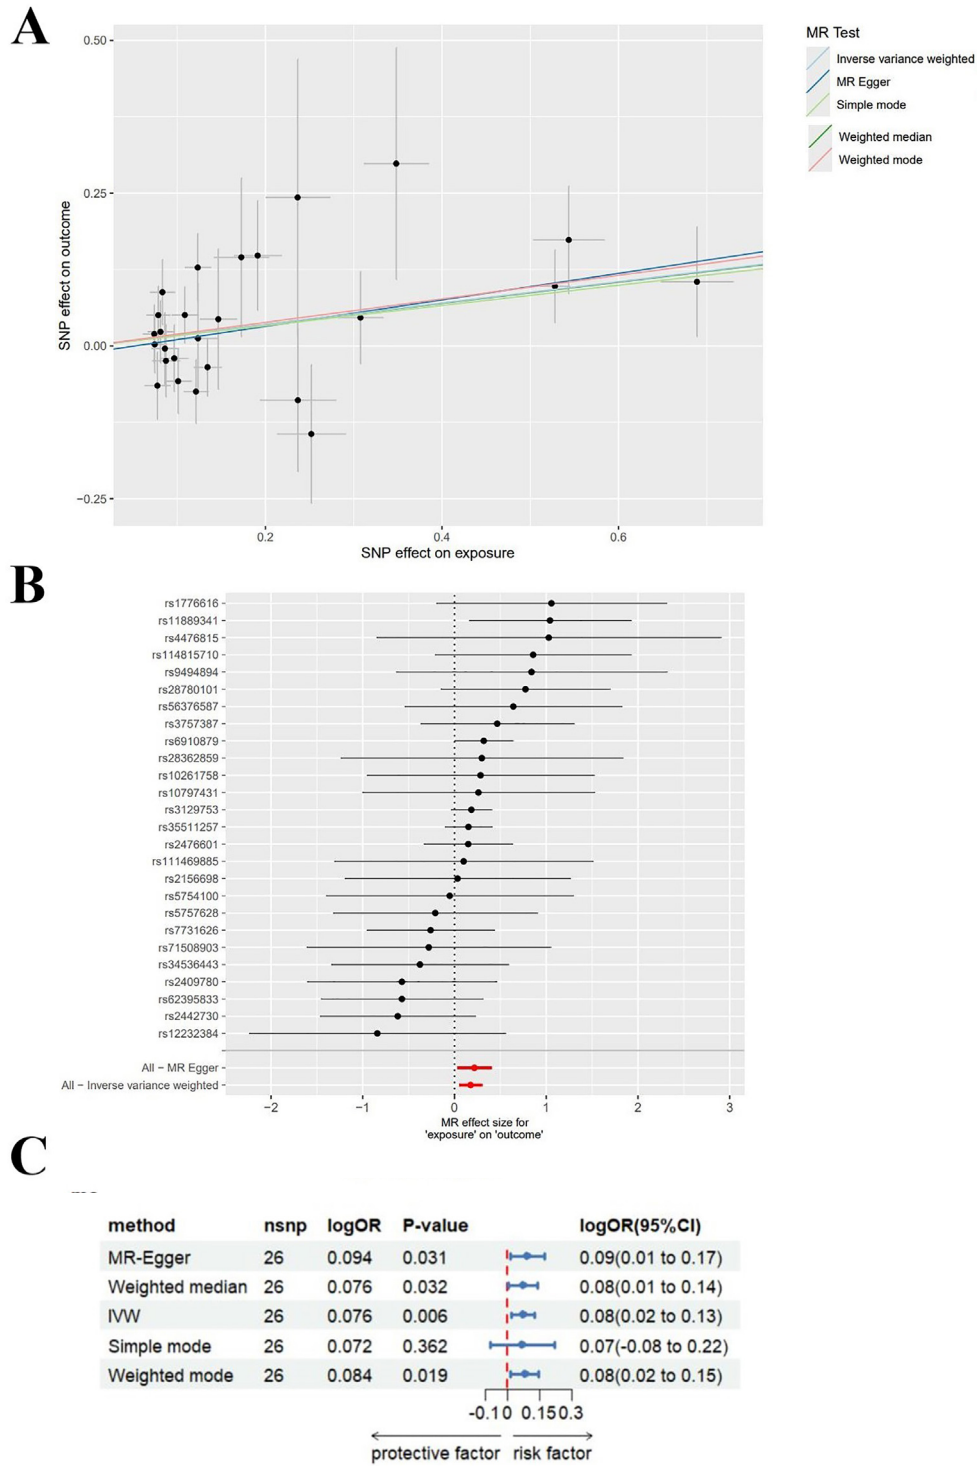 A
MR Test
Inverse variance weighted
MR Egger
Simple mode
Weighted median
Weighted mode
0.50
0.25
0.00
−0.25
SNP effect on outcome
0.2 0.4 0.6
SNP effect on exposure
B
rs1776616
rs11889341
rs4476815
rs114815710
rs9494894
rs28780101
rs56376587
rs3757387
rs6910879
rs28362859
rs10261758
rs10797431
rs3129753
rs35511257
rs2476601
rs111469885
rs2156698
rs5754100
rs5757628
rs7731626
rs71508903
rs34536443
rs2409780
rs62395833
rs2442730
rs12232384
All − MR Egger
All − Inverse variance weighted
−2 −1 0 1 2 3
MR effect size for
'exposure' on 'outcome'
C
method nsnp logOR P-value logOR(95%CI)
MR-Egger 26 0.094 0.031 0.09(0.01 to 0.17)
Weighted median 26 0.076 0.032 0.08(0.01 to 0.14)
IVW 26 0.076 0.006 0.08(0.02 to 0.13)
Simple mode 26 0.072 0.362 0.07(-0.08 to 0.22)
Weighted mode 26 0.084 0.019 0.08(0.02 to 0.15)
-0.10 0.150.3
protective factor risk factor